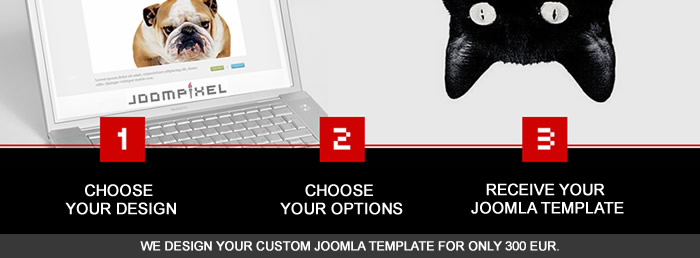 JOOMPIXEL
1
2
3
CHOOSE
YOUR DESIGN
CHOOSE
YOUR OPTIONS
RECEIVE YOUR
JOOMLA TEMPLATE
WE DESIGN YOUR CUSTOM JOOMLA TEMPLATE FOR ONLY 300 EUR.